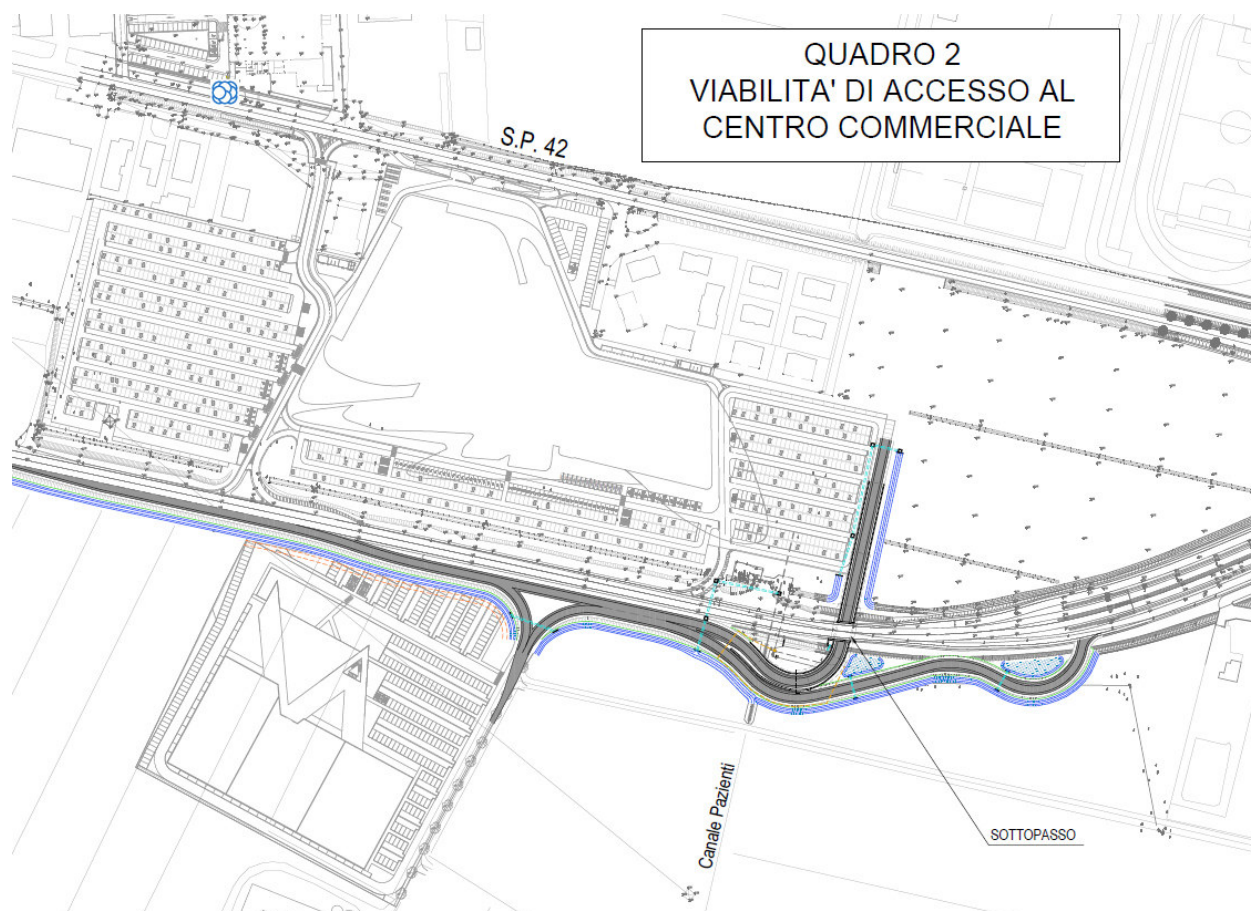 QUADRO 2
VIABILITA' DI ACCESSO AL
CENTRO COMMERCIALE
S.P. 42
Canale Pazienti
SOTTOPASSO